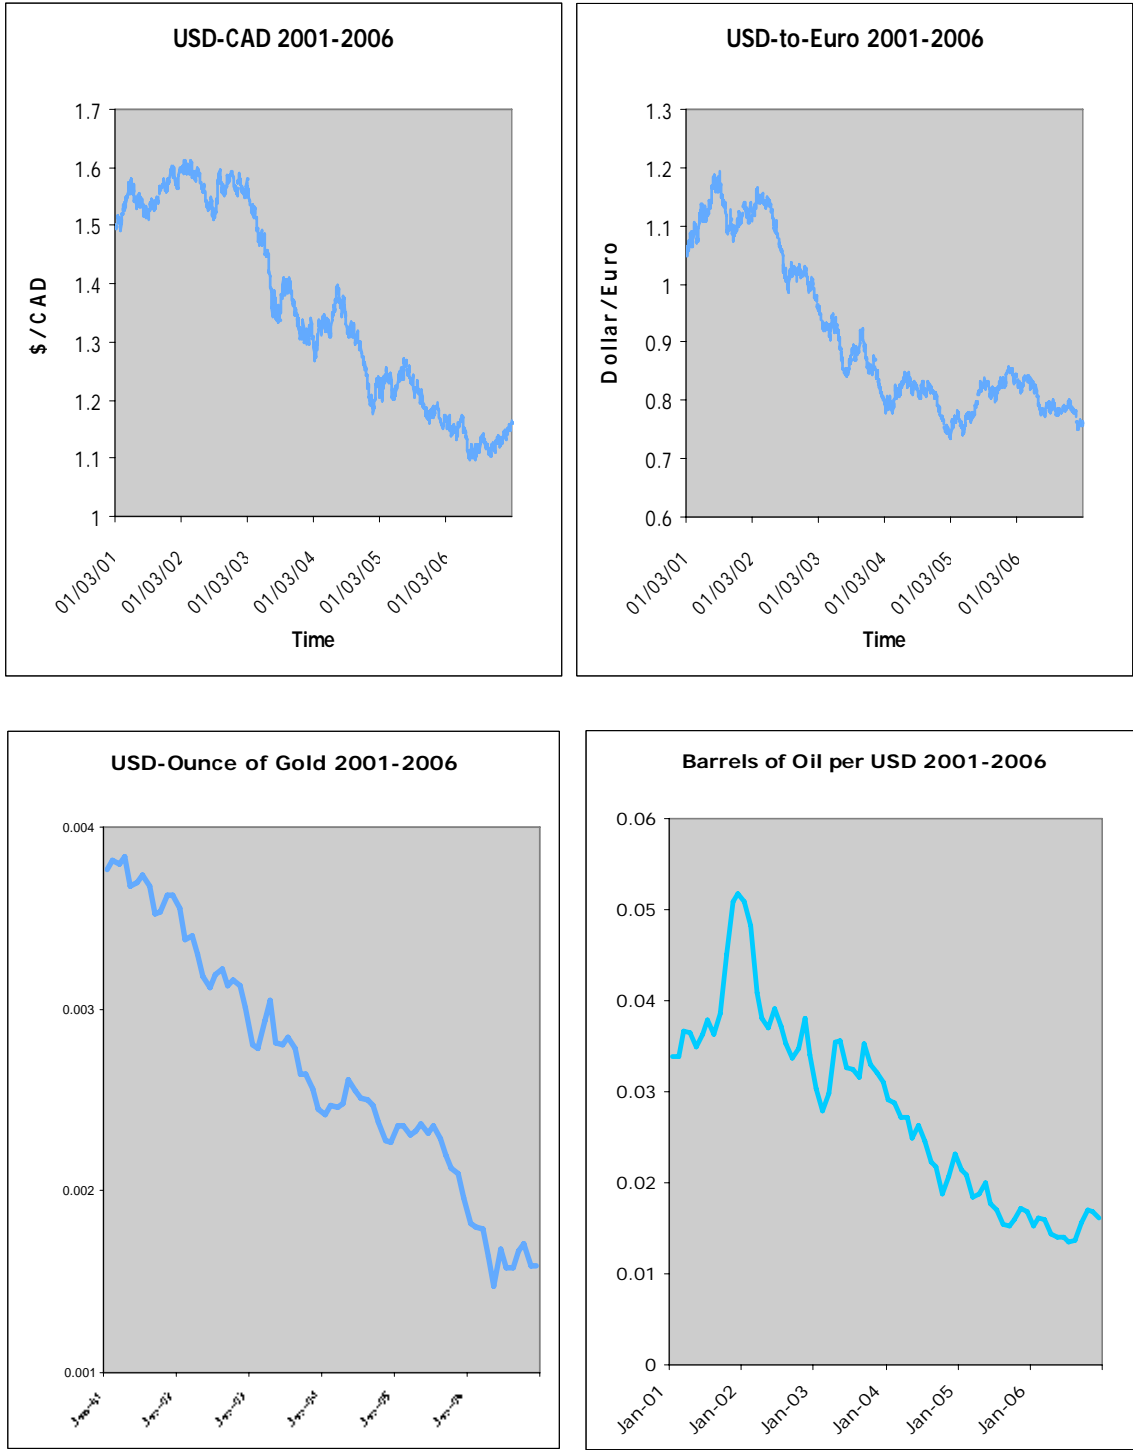 USD-CAD 2001-2006
1.7
1.6
1.5
1.4
1.3
1.2
1.1
1
$/CAD
01/03/01
01/03/02
01/03/03
01/03/04
01/03/05
01/03/06
Time
USD-to-Euro 2001-2006
1.3
1.2
1.1
1
0.9
0.8
0.7
0.6
Dollar/Euro
01/03/01
01/03/02
01/03/03
01/03/04
01/03/05
01/03/06
Time
USD-Ounce of Gold 2001-2006
0.004
0.003
0.002
0.001
Barrels of Oil per USD 2001-2006
0.06
0.05
0.04
0.03
0.02
0.01
0
Jan-01
Jan-02
Jan-03
Jan-04
Jan-05
Jan-06